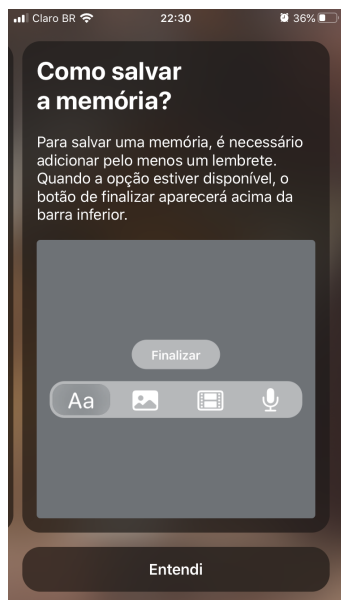 Claro BR
22:30
36%
Como salvar
a memória?
Para salvar uma memória, é necessário
adicionar pelo menos um lembrete.
Quando a opção estiver disponível, o
botão de finalizar aparecerá acima da
barra inferior.
Finalizar
Aa
Entendi